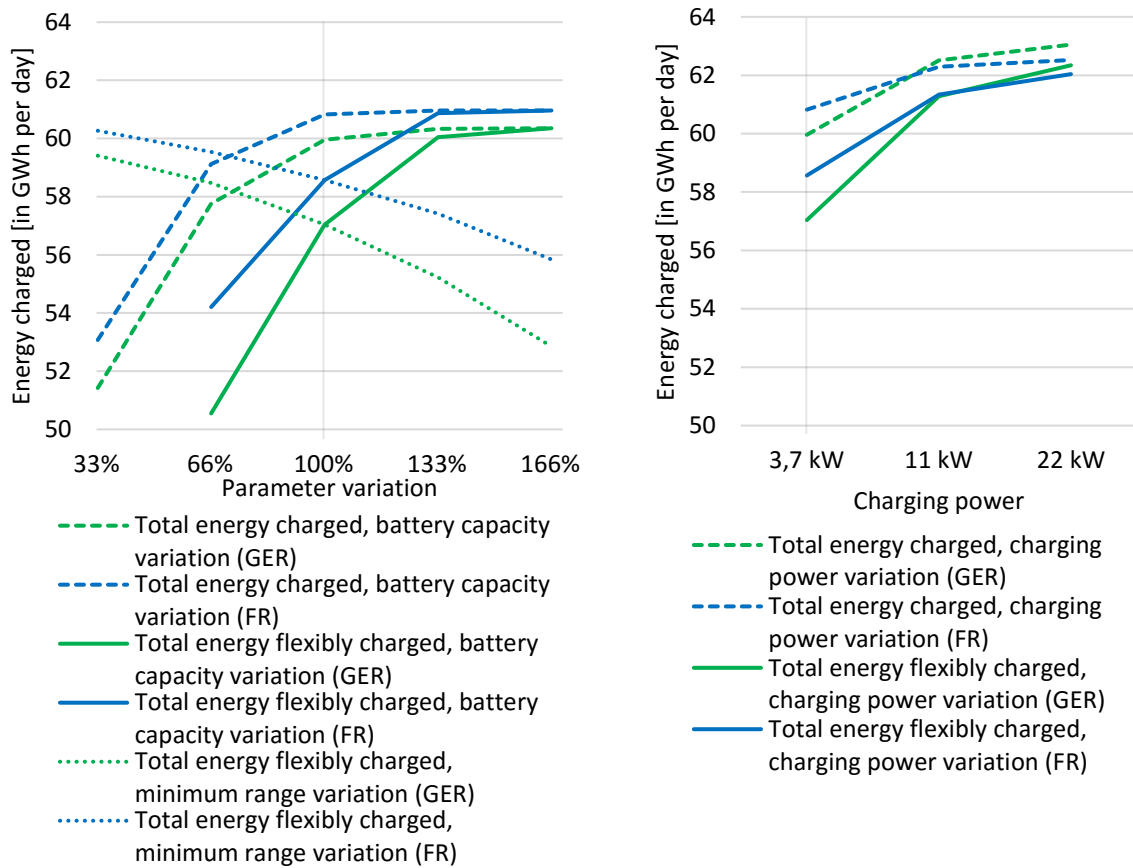 Energy charged [in GWh per day]
64
62
60
58
56
54
52
50
33%
66%
100%
133%
166%
Parameter variation
Total energy charged, battery capacity
variation (GER)
Total energy charged, battery capacity
variation (FR)
Total energy flexibly charged, battery
capacity variation (GER)
Total energy flexibly charged, battery
capacity variation (FR)
Total energy flexibly charged,
minimum range variation (GER)
Total energy flexibly charged,
minimum range variation (FR)
Energy charged [in GWh per day]
64
62
60
58
56
54
52
50
3,7 kW
11 kW
22 kW
Charging power
Total energy charged, charging
power variation (GER)
Total energy charged, charging
power variation (FR)
Total energy flexibly charged,
charging power variation (GER)
Total energy flexibly charged,
charging power variation (FR)